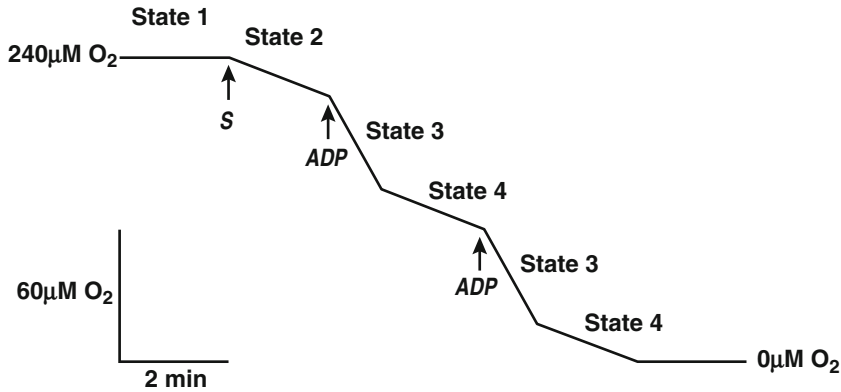 State 1
State 2
240μM O₂
S
State 3
ADP
State 4
State 3
ADP
60μM O₂
State 4
0μM O₂
2 min